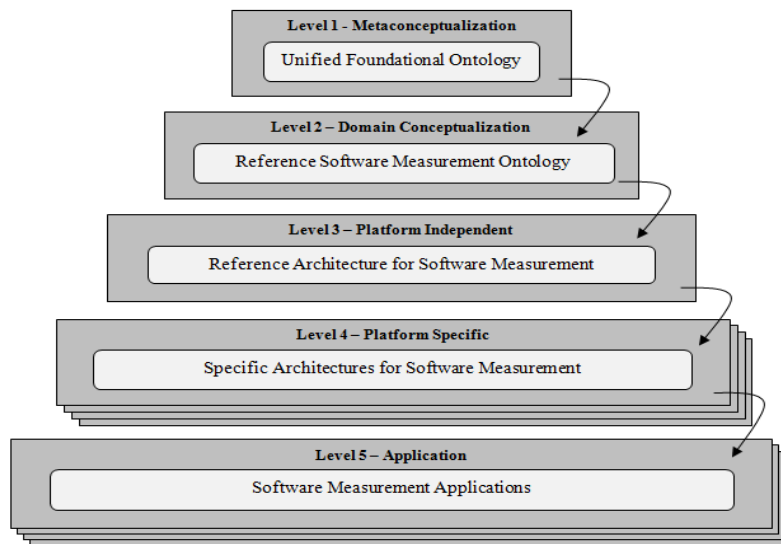 Level 1 - Metaconceptualization
Unified Foundational Ontology
Level 2 – Domain Conceptualization
Reference Software Measurement Ontology
Level 3 – Platform Independent
Reference Architecture for Software Measurement
Level 4 – Platform Specific
Specific Architectures for Software Measurement
Level 5 – Application
Software Measurement Applications